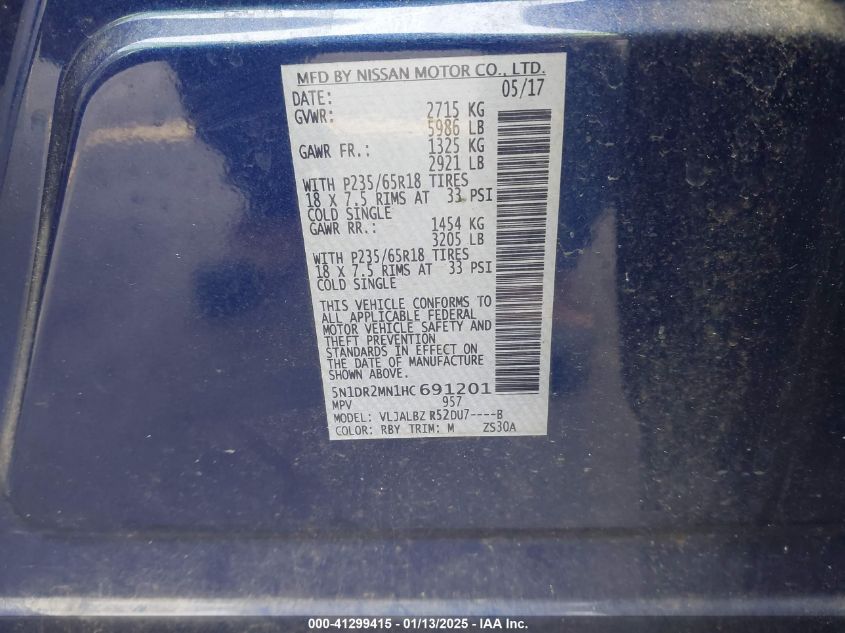 MFD BY NISSAN MOTOR CO., LTD.
DATE: 05/17
GVWR: 2715 KG
5986 LB
GAWR FR.: 1325 KG
2921 LB
WITH P235/65R18 TIRES
18 X 7.5 RIMS AT 33 PSI
COLD SINGLE
GAWR RR.: 1454 KG
3205 LB
WITH P235/65R18 TIRES
18 X 7.5 RIMS AT 33 PSI
COLD SINGLE
THIS VEHICLE CONFORMS TO
ALL APPLICABLE FEDERAL
MOTOR VEHICLE SAFETY AND
THEFT PREVENTION
STANDARDS IN EFFECT ON
THE DATE OF MANUFACTURE
SHOWN ABOVE.
5N1DR2MN1HC691201
MPV 957
MODEL: VLJALBZ R52DU7----B
COLOR: RBY TRIM: M ZS30A
000-41299415 - 01/13/2025 - IAA Inc.